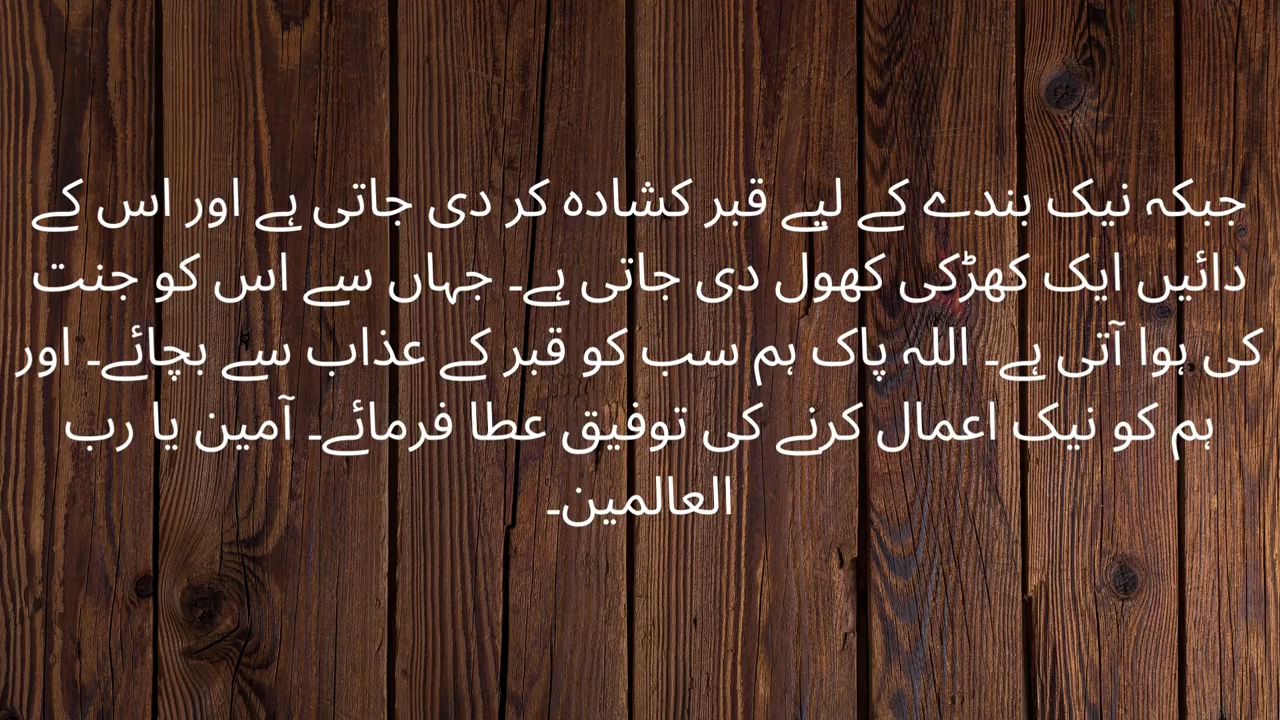 جبکہ نیک بندے کے لیے قبر کشادہ کر دی جاتی ہے اور اس کے
دائیں ایک کھڑکی کھول دی جاتی ہے۔ جہاں سے اس کو جنت
کی ہوا آتی ہے۔ اللہ پاک ہم سب کو قبر کے عذاب سے بچائے۔ اور
ہم کو نیک اعمال کرنے کی توفیق عطا فرمائے۔ آمین یا رب
العالمین۔